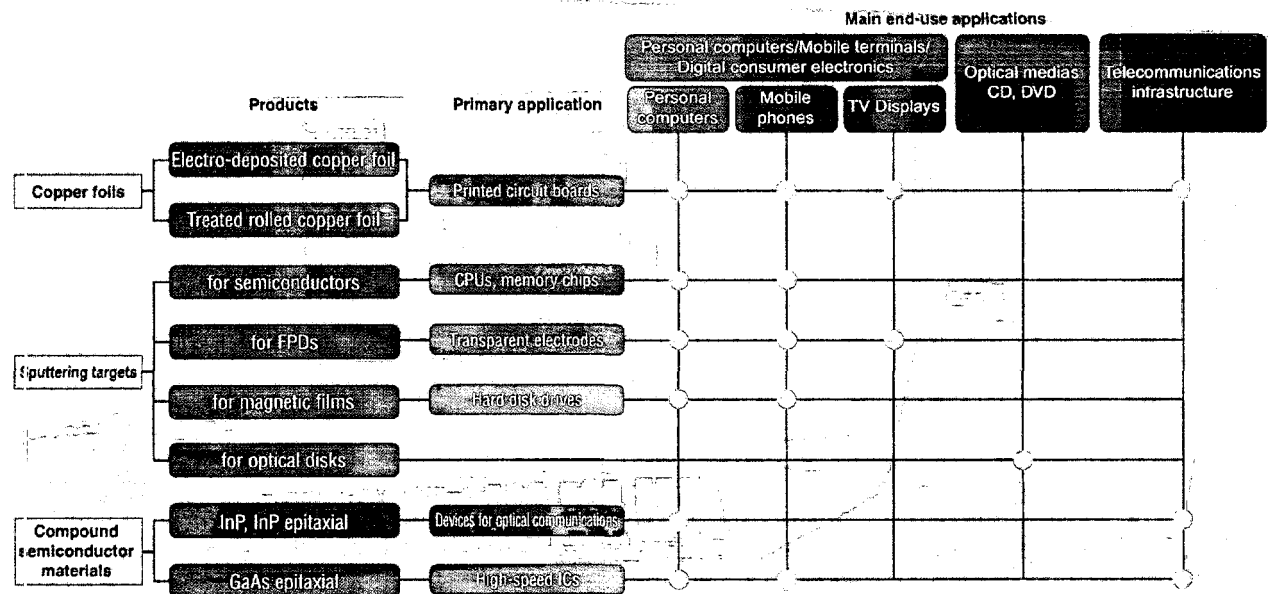 Main end-use applications
Personal computers/Mobile terminals/
Digital consumer electronics
Optical medias
CD, DVD
Telecommunications
infrastructure
Products
Primary application
Personal
computers
Mobile
phones
TV Displays
Copper foils
Electro-deposited copper foil
Treated rolled copper foil
Printed circuit boards
Sputtering targets
for semiconductors
CPUs, memory chips
for FPDs
Transparent electrodes
for magnetic films
Hard disk drives
for optical disks
Compound
semiconductor
materials
InP, InP epitaxial
Devices for optical communications
GaAs epitaxial
High-speed ICs